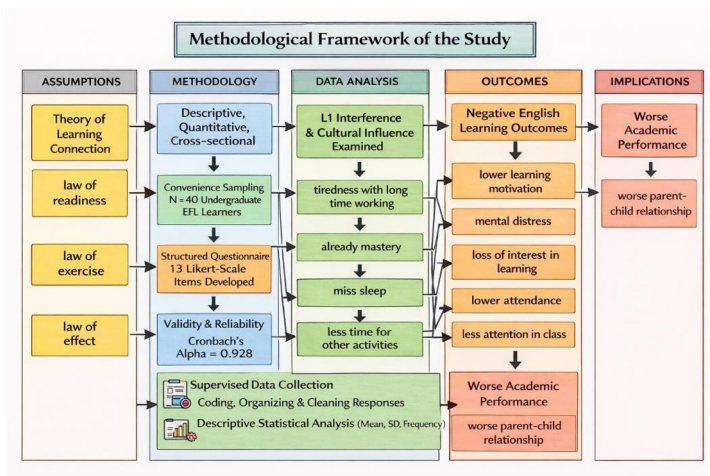 Methodological Framework of the Study
ASSUMPTIONS
Theory of
Learning
Connection
law of
readiness
law of
exercise
law of
effect
METHODOLOGY
Descriptive,
Quantitative,
Cross-sectional
Convenience Sampling
N = 40 Undergraduate
EFL Learners
Structured Questionnaire
13 Likert-Scale
Items Developed
Validity & Reliability
Cronbach's
Alpha = 0.928
DATA ANALYSIS
L1 Interference
& Cultural Influence
Examined
tiredness with long
time working
already mastery
miss sleep
less time for
other activities
Supervised Data Collection
Coding, Organizing & Cleaning Responses
Descriptive Statistical Analysis (Mean, SD, Frequency)
OUTCOMES
Negative English
Learning Outcomes
lower learning
motivation
mental distress
loss of interest in
learning
lower attendance
less attention in class
Worse Academic
Performance
worse parent-child
relationship
IMPLICATIONS
Worse
Academic
Performance
worse parent-
child relationship